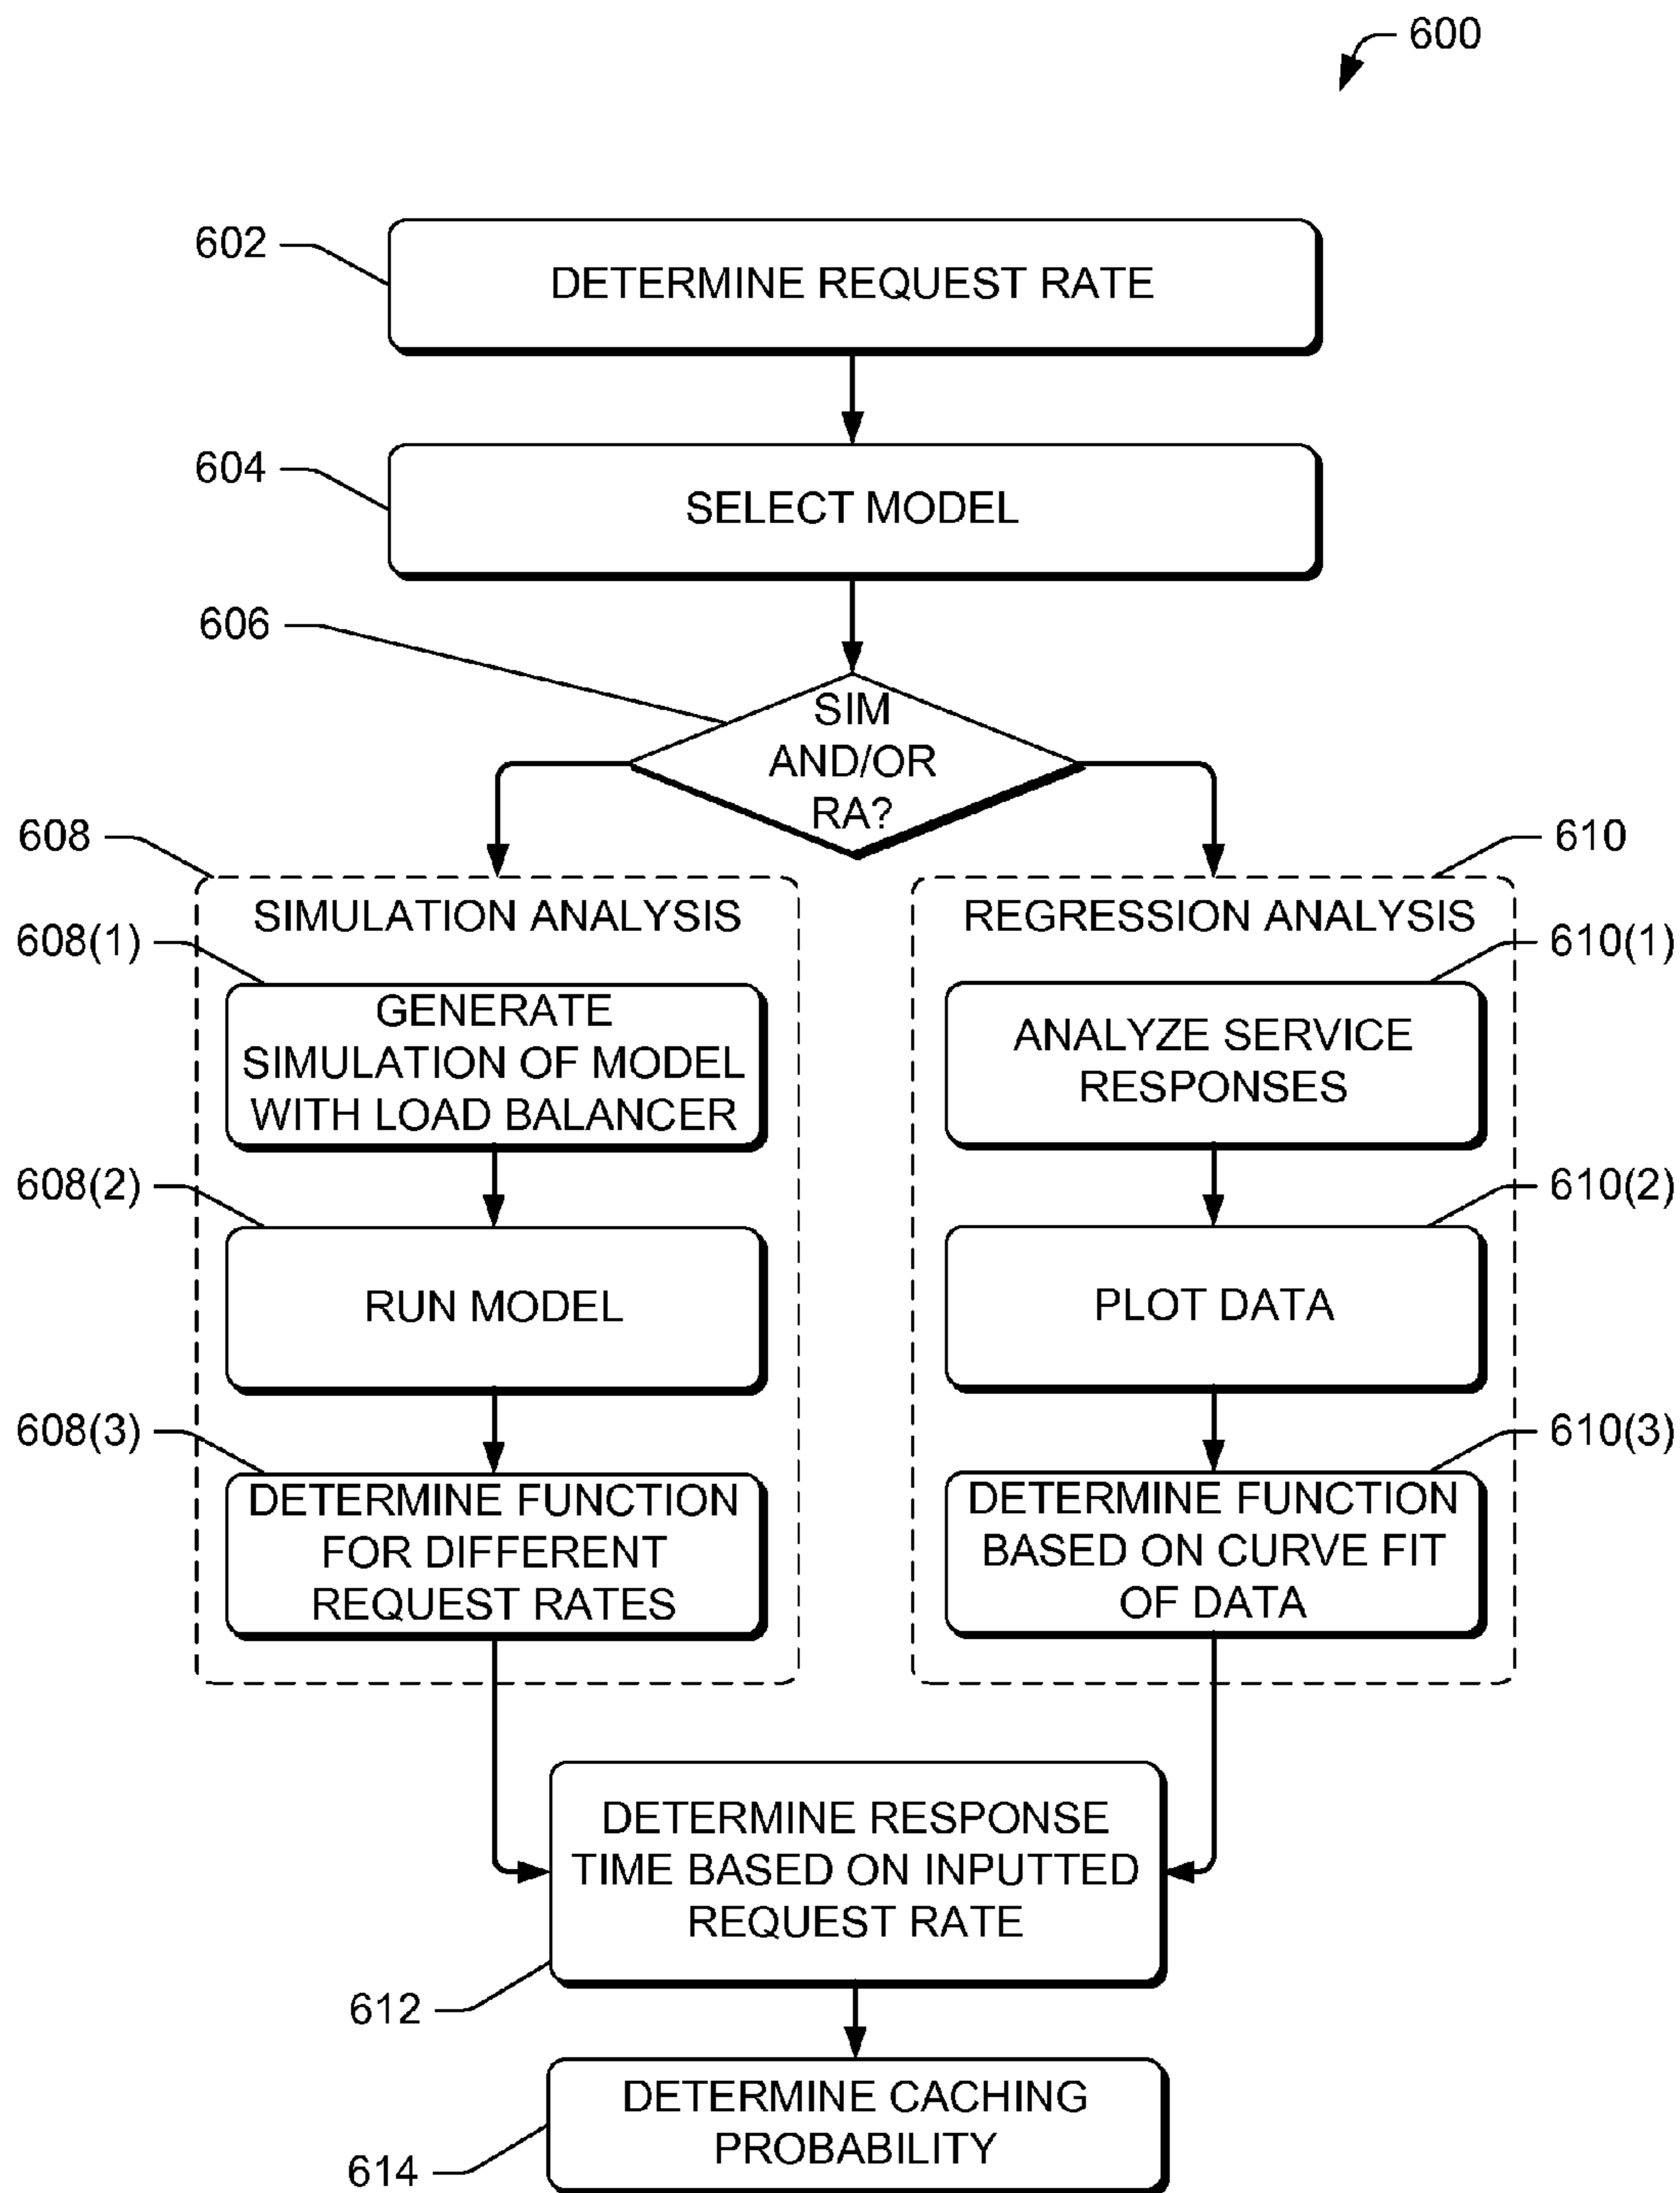 600
602
DETERMINE REQUEST RATE
604
SELECT MODEL
606
SIM
AND/OR
RA?
608
610
SIMULATION ANALYSIS
REGRESSION ANALYSIS
608(1)
610(1)
GENERATE
SIMULATION OF MODEL
WITH LOAD BALANCER
ANALYZE SERVICE
RESPONSES
608(2)
610(2)
RUN MODEL
PLOT DATA
608(3)
610(3)
DETERMINE FUNCTION
FOR DIFFERENT
REQUEST RATES
DETERMINE FUNCTION
BASED ON CURVE FIT
OF DATA
DETERMINE RESPONSE
TIME BASED ON INPUTTED
REQUEST RATE
612
DETERMINE CACHING
PROBABILITY
614